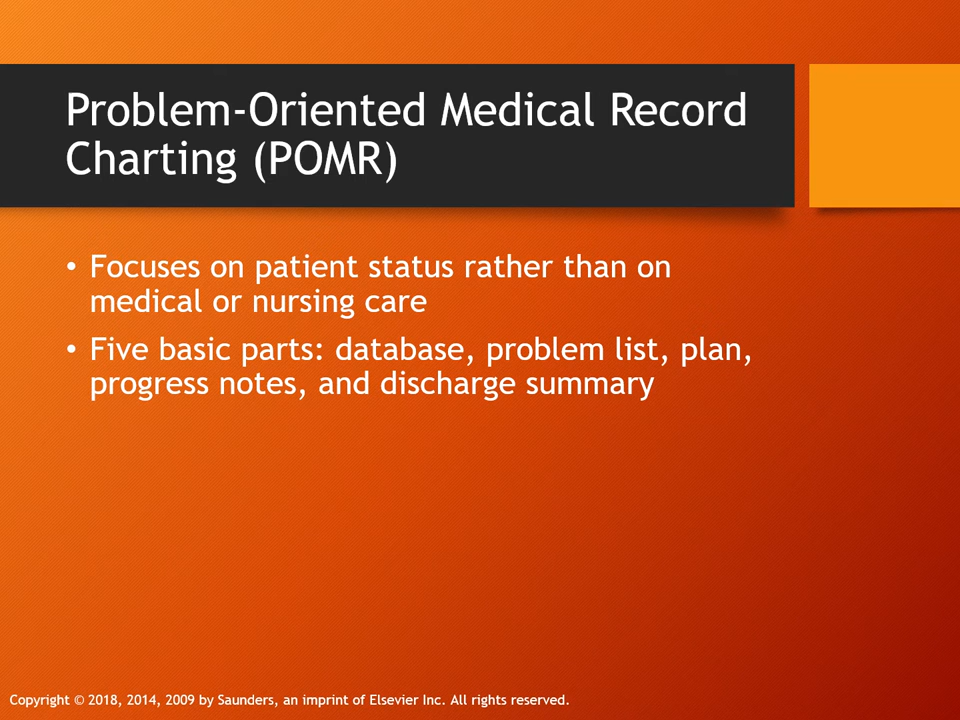 Problem-Oriented Medical Record
Charting (POMR)
• Focuses on patient status rather than on
medical or nursing care
• Five basic parts: database, problem list, plan,
progress notes, and discharge summary
Copyright © 2018, 2014, 2009 by Saunders, an imprint of Elsevier Inc. All rights reserved.